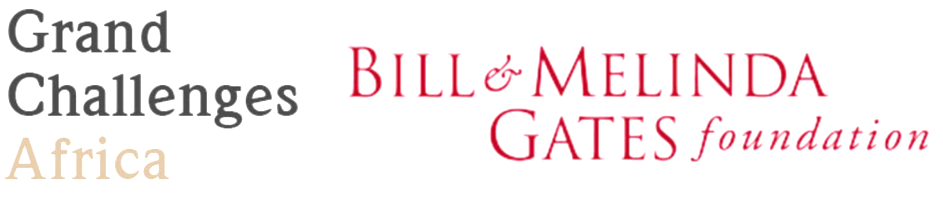 Grand
Challenges
Africa
BILL & MELINDA
GATES foundation